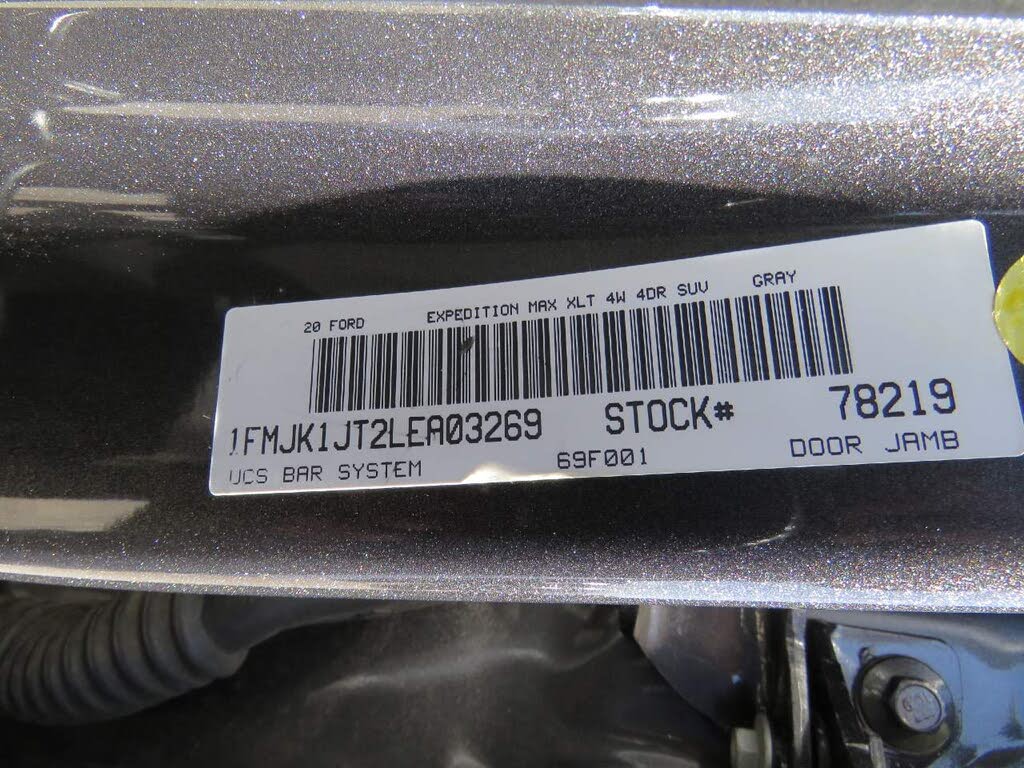 20 FORD EXPEDITION MAX XLT 4W 4DR SUV GRAY
1FMJK1JT2LEA03269 STOCK# 78219
UCS BAR SYSTEM 69F001 DOOR JAMB